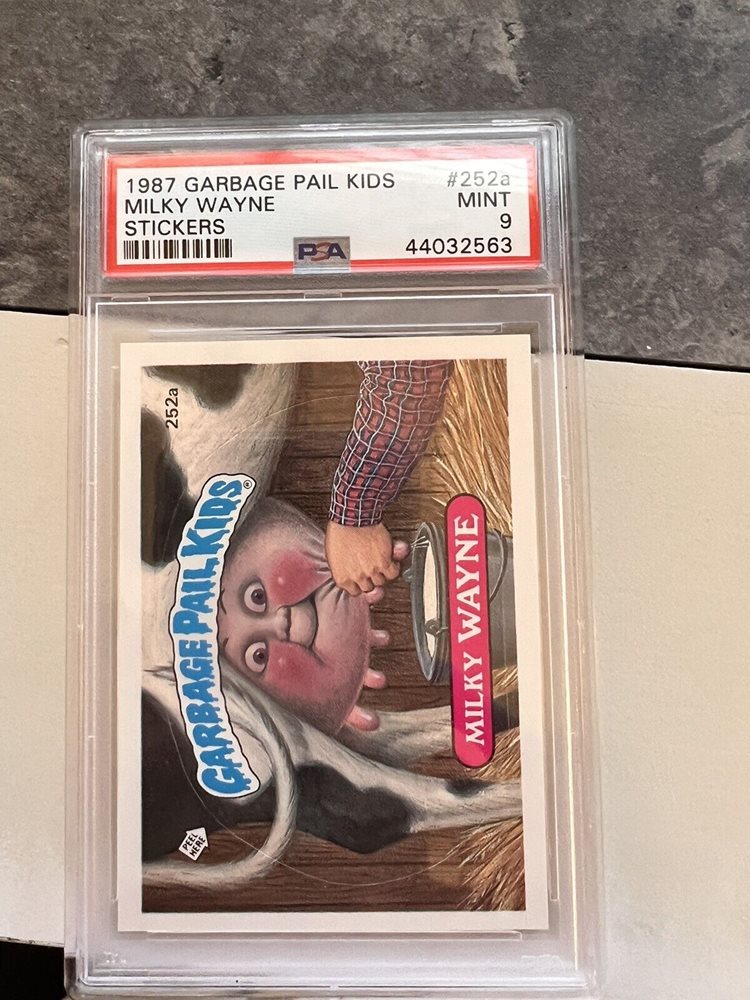 1987 GARBAGE PAIL KIDS #252a
MILKY WAYNE MINT
STICKERS 9
PSA 44032563
252a
GARBAGE PAIL KIDS®
MILKY WAYNE
PEEL
HERE